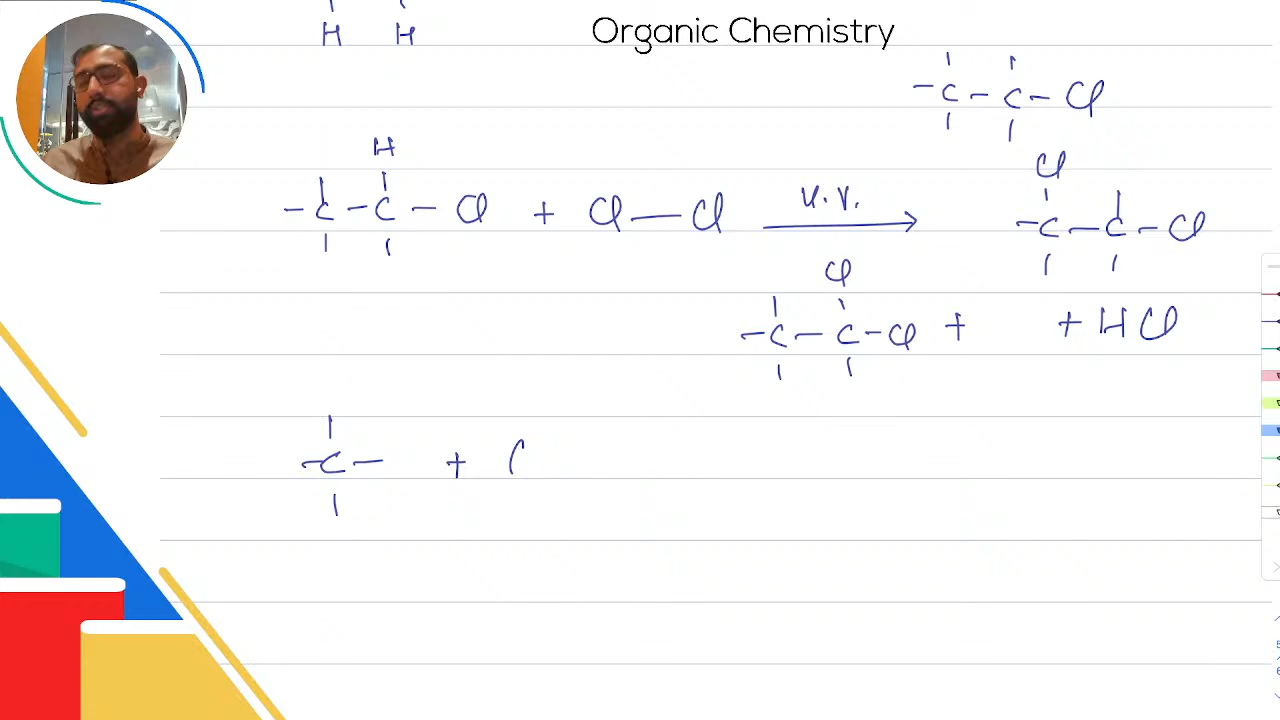 H H
Organic Chemistry
- C - C - Cl
H
Cl
- C - C - Cl + Cl — Cl U.V. → - C - C - Cl
Cl
- C - C - Cl + + HCl
- C - + C